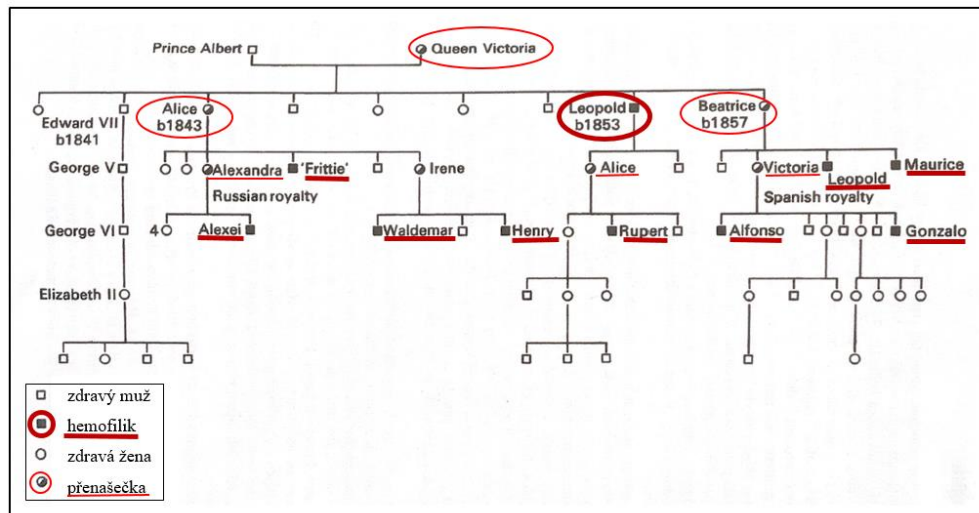 Prince Albert
Queen Victoria
Edward VII
b1841
Alice
b1843
Leopold
b1853
Beatrice
b1857
George V
Alexandra
'Frittie'
Irene
Alice
Victoria
Leopold
Maurice
Russian royalty
Spanish royalty
George VI
4
Alexei
Waldemar
Henry
Rupert
Alfonso
Gonzalo
Elizabeth II
zdravý muž
hemofilik
zdravá žena
přenašečka